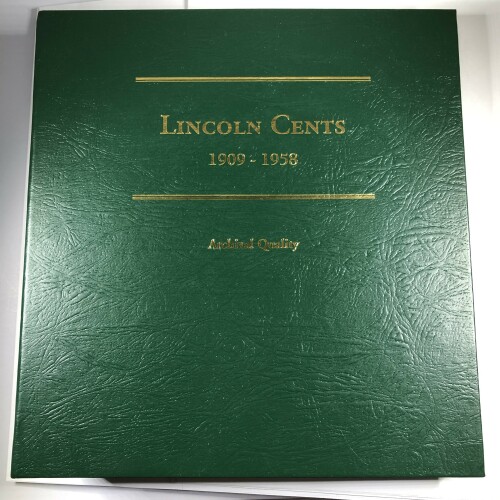 Lincoln Cents
1909 - 1958
Archival Quality